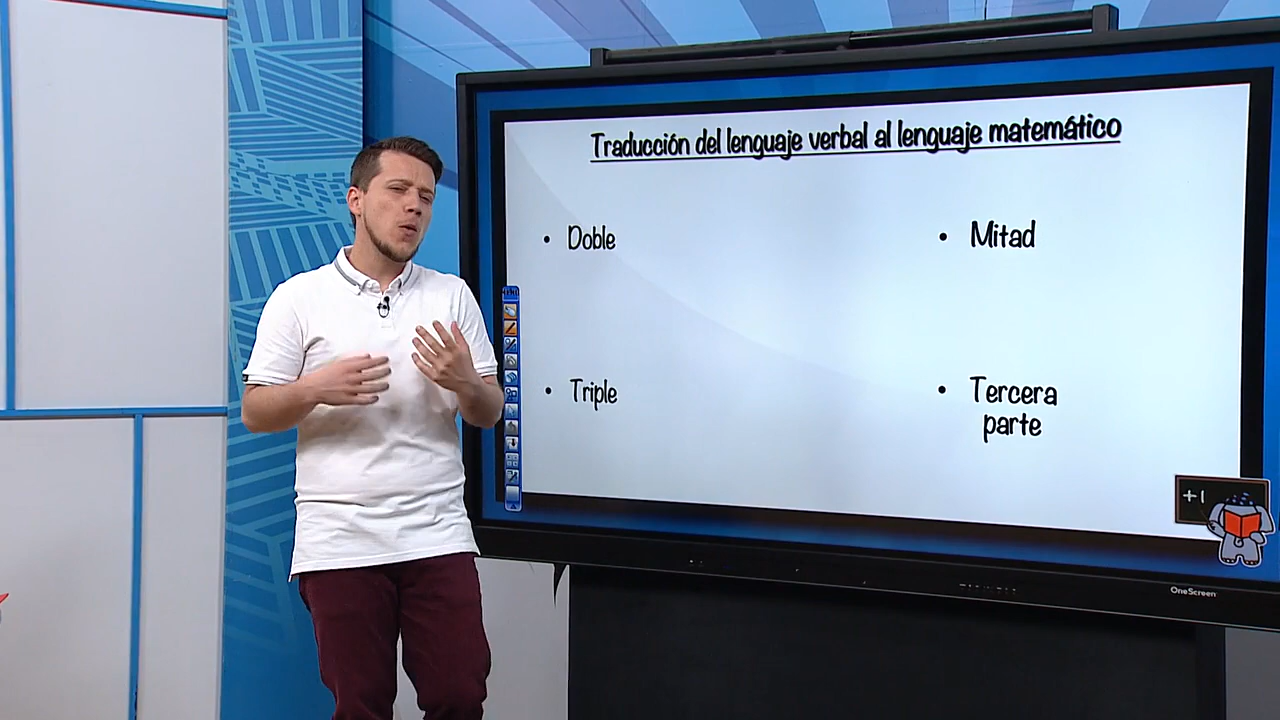 Traducción del lenguaje verbal al lenguaje matemático
• Doble
• Mitad
• Triple
• Tercera
parte
+1
OneScreen